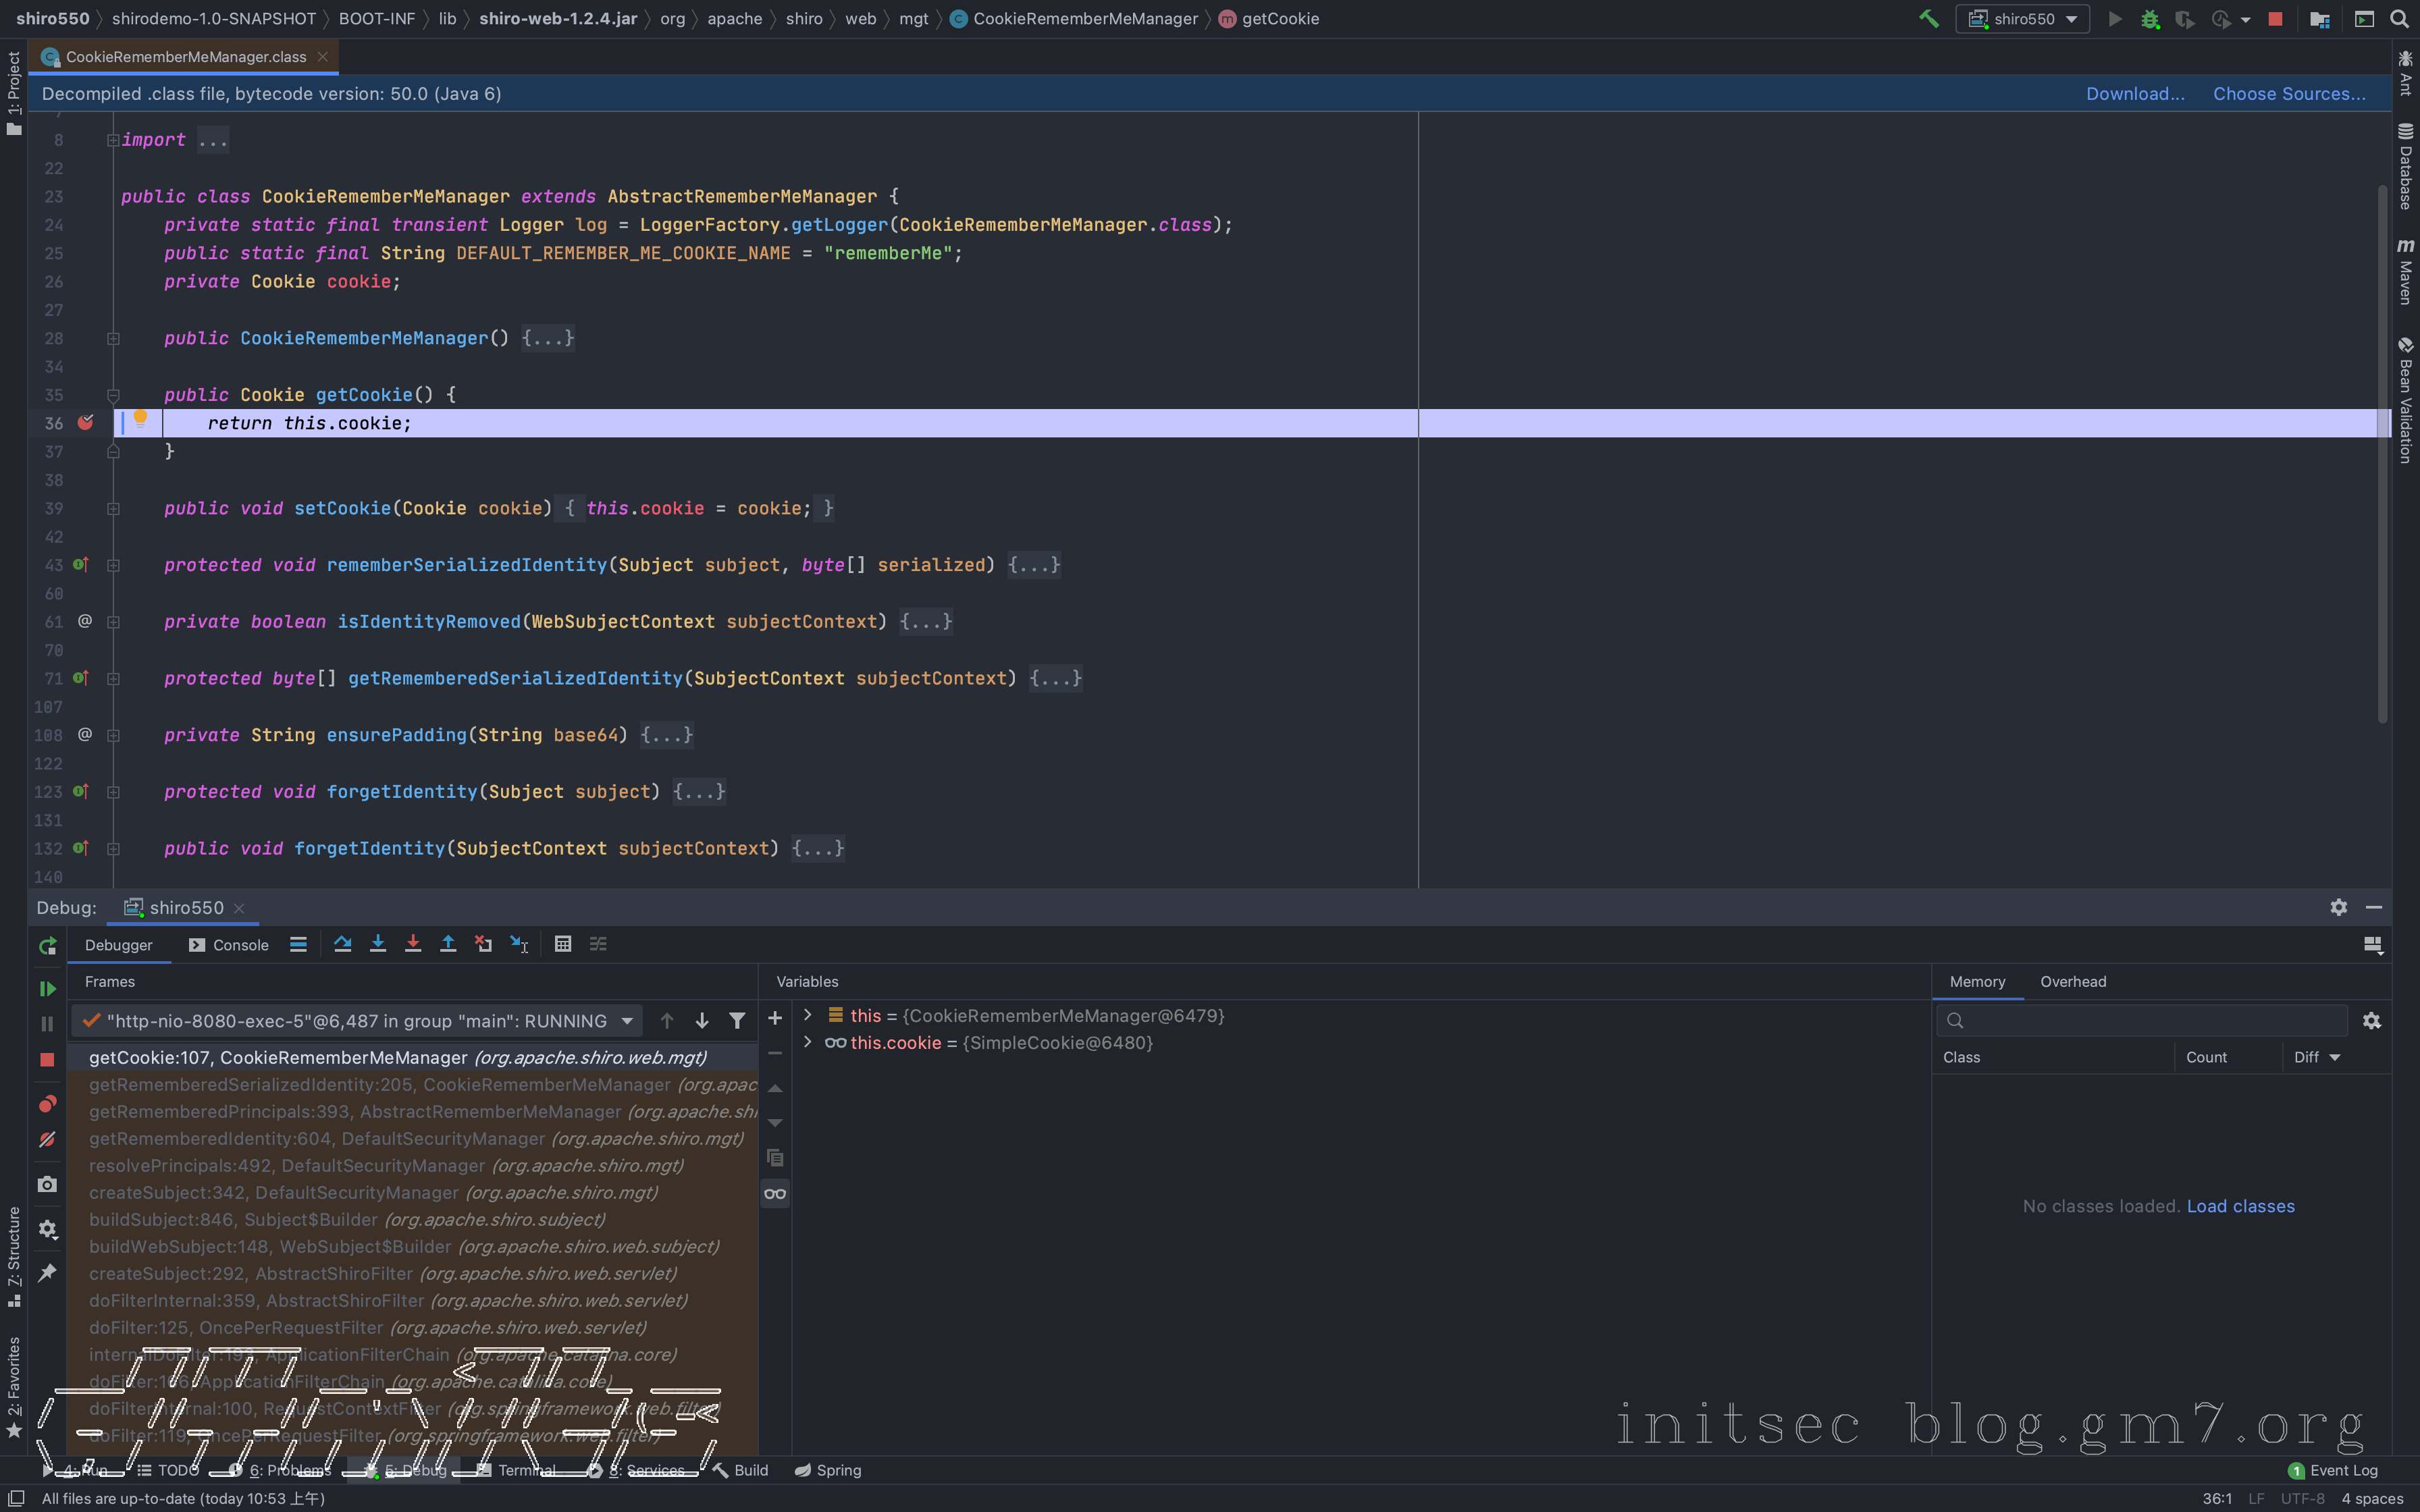 shiro550 shirodemo-1.0-SNAPSHOT BOOT-INF lib shiro-web-1.2.4.jar org apache shiro web mgt CookieRememberMeManager getCookie shiro550
CookieRememberMeManager.class
Decompiled .class file, bytecode version: 50.0 (Java 6) Download... Choose Sources...
1: Project
7: Structure
2: Favorites
Ant
Database
Maven
Bean Validation
7
8 import ...
22
23 public class CookieRememberMeManager extends AbstractRememberMeManager {
24 private static final transient Logger log = LoggerFactory.getLogger(CookieRememberMeManager.class);
25 public static final String DEFAULT_REMEMBER_ME_COOKIE_NAME = "rememberMe";
26 private Cookie cookie;
27
28 public CookieRememberMeManager() {...}
34
35 public Cookie getCookie() {
36 return this.cookie;
37 }
38
39 public void setCookie(Cookie cookie) { this.cookie = cookie; }
42
43 protected void rememberSerializedIdentity(Subject subject, byte[] serialized) {...}
60
61 @ private boolean isIdentityRemoved(WebSubjectContext subjectContext) {...}
70
71 protected byte[] getRememberedSerializedIdentity(SubjectContext subjectContext) {...}
107
108 @ private String ensurePadding(String base64) {...}
122
123 protected void forgetIdentity(Subject subject) {...}
131
132 public void forgetIdentity(SubjectContext subjectContext) {...}
140
Debug: shiro550
Debugger Console
Frames
"http-nio-8080-exec-5"@6,487 in group "main": RUNNING
getCookie:107, CookieRememberMeManager (org.apache.shiro.web.mgt)
getRememberedSerializedIdentity:205, CookieRememberMeManager (org.apac
getRememberedPrincipals:393, AbstractRememberMeManager (org.apache.shi
getRememberedIdentity:604, DefaultSecurityManager (org.apache.shiro.mgt)
resolvePrincipals:492, DefaultSecurityManager (org.apache.shiro.mgt)
createSubject:342, DefaultSecurityManager (org.apache.shiro.mgt)
buildSubject:846, Subject$Builder (org.apache.shiro.subject)
buildWebSubject:148, WebSubject$Builder (org.apache.shiro.web.subject)
createSubject:292, AbstractShiroFilter (org.apache.shiro.web.servlet)
doFilterInternal:359, AbstractShiroFilter (org.apache.shiro.web.servlet)
doFilter:125, OncePerRequestFilter (org.apache.shiro.web.servlet)
internalDoFilter:193, ApplicationFilterChain (org.apache.catalina.core)
doFilter:166, ApplicationFilterChain (org.apache.catalina.core)
doFilterInternal:100, RequestContextFilter (org.springframework.web.filter)
doFilter:119, OncePerRequestFilter (org.springframework.web.filter)
Variables
this = {CookieRememberMeManager@6479}
this.cookie = {SimpleCookie@6480}
Memory Overhead
Class Count Diff
No classes loaded. Load classes
initsec blog.gm7.org
4: Run TODO 6: Problems 5: Debug Terminal 8: Services Build Spring 1 Event Log
All files are up-to-date (today 10:53 上午) 36:1 LF UTF-8 4 spaces